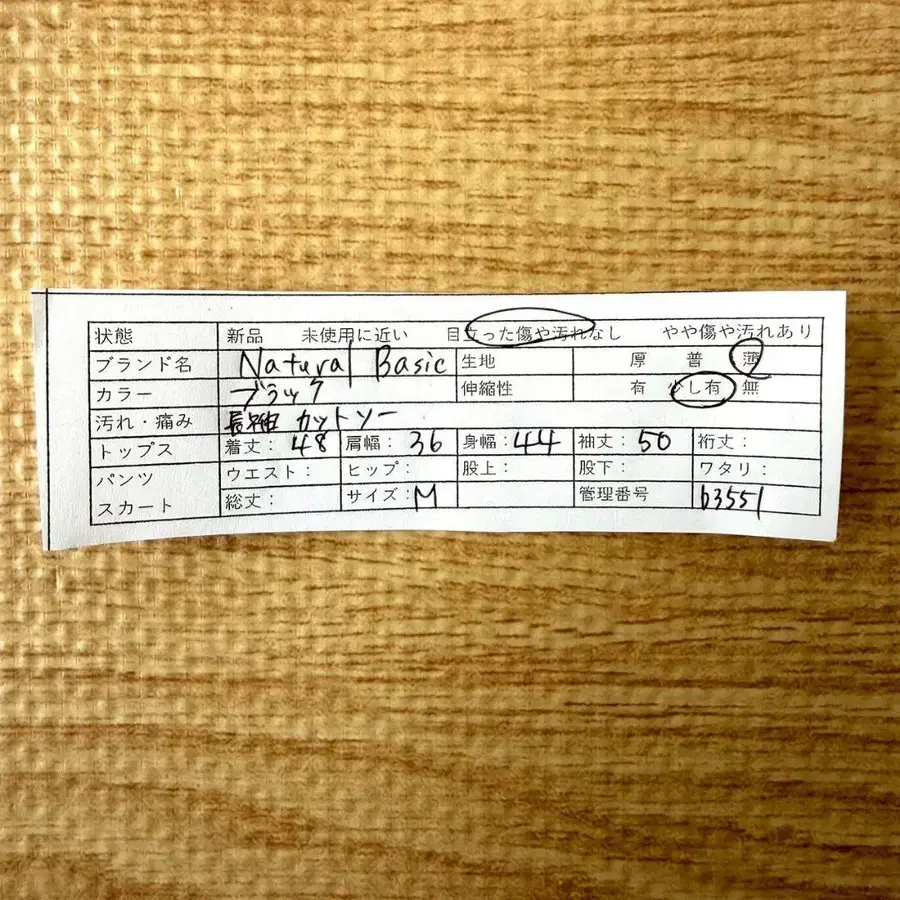 状態 新品 未使用に近い 目立った傷や汚れなし やや傷や汚れあり
ブランド名 Natural Basic 生地 厚 普 薄
カラー ブラック 伸縮性 有 少し有 無
汚れ・痛み 長袖 カットソー
トップス 着丈：48 肩幅：36 身幅：44 袖丈：50 裄丈：
パンツ ウエスト： ヒップ： 股上： 股下： ワタリ：
スカート 総丈： サイズ：M 管理番号 b3551